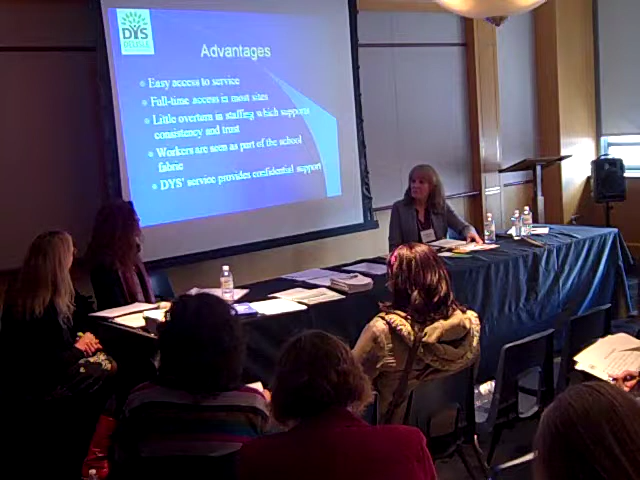 DYS
DELISLE
Advantages
Easy access to service
Full-time access in most sites
Little overturn in staffing which supports
consistency and trust
Workers are seen as part of the school
fabric
DYS' service provides confidential support